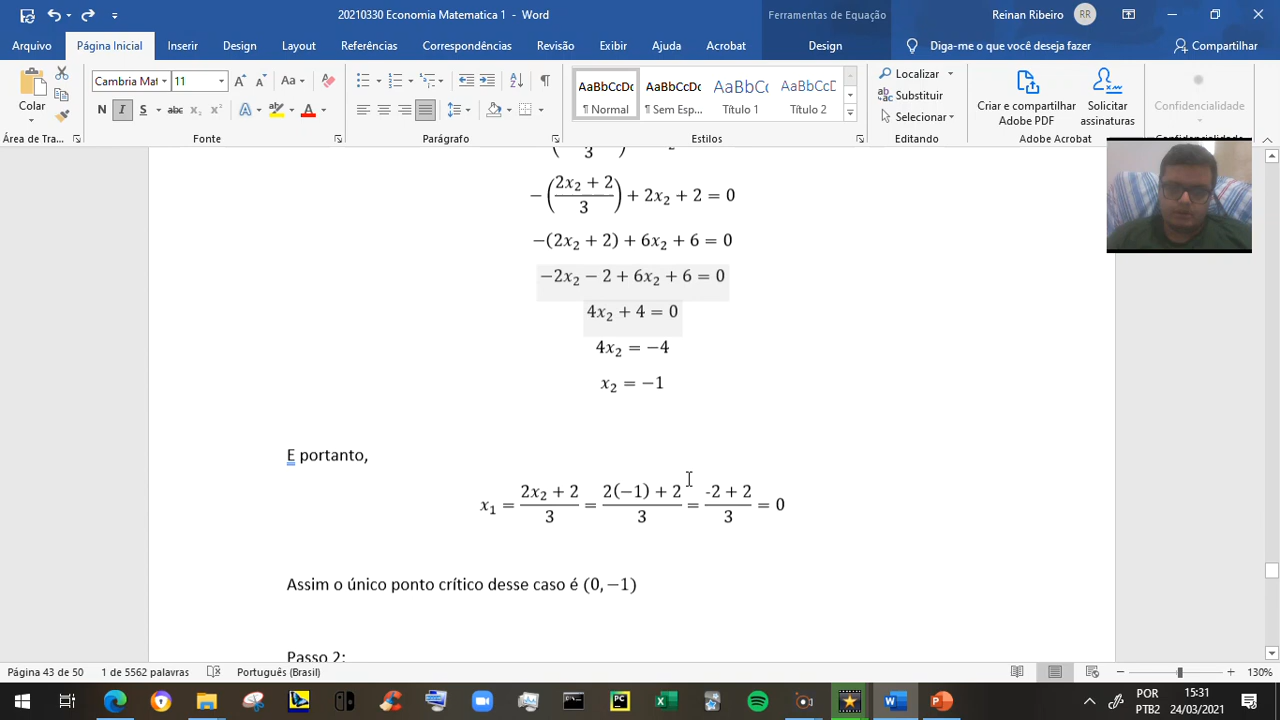 20210330 Economia Matematica 1 - Word
Ferramentas de Equação
Reinan Ribeiro
RR
Arquivo
Página Inicial
Inserir
Design
Layout
Referências
Correspondências
Revisão
Exibir
Ajuda
Acrobat
Design
Diga-me o que você deseja fazer
Compartilhar
Colar
Cambria Mat
11
A A Aa
N I S abc x₂ x² A A
AaBbCcDc AaBbCcDc AaBbCc AaBbCcD
¶ Normal
¶ Sem Esp...
Título 1
Título 2
Localizar
Substituir
Selecionar
Criar e compartilhar
Adobe PDF
Solicitar
assinaturas
Confidencialidade
Área de Tra...
Fonte
Parágrafo
Estilos
Editando
Adobe Acrobat
3
−((2x₂ + 2)/3) + 2x₂ + 2 = 0
−(2x₂ + 2) + 6x₂ + 6 = 0
−2x₂ − 2 + 6x₂ + 6 = 0
4x₂ + 4 = 0
4x₂ = −4
x₂ = −1
E portanto,
x₁ = (2x₂ + 2)/3 = (2(−1) + 2)/3 = (-2 + 2)/3 = 0
Assim o único ponto crítico desse caso é (0, −1)
Passo 2:
Página 43 de 50
1 de 5562 palavras
Português (Brasil)
130%
POR
PTB2
15:31
24/03/2021